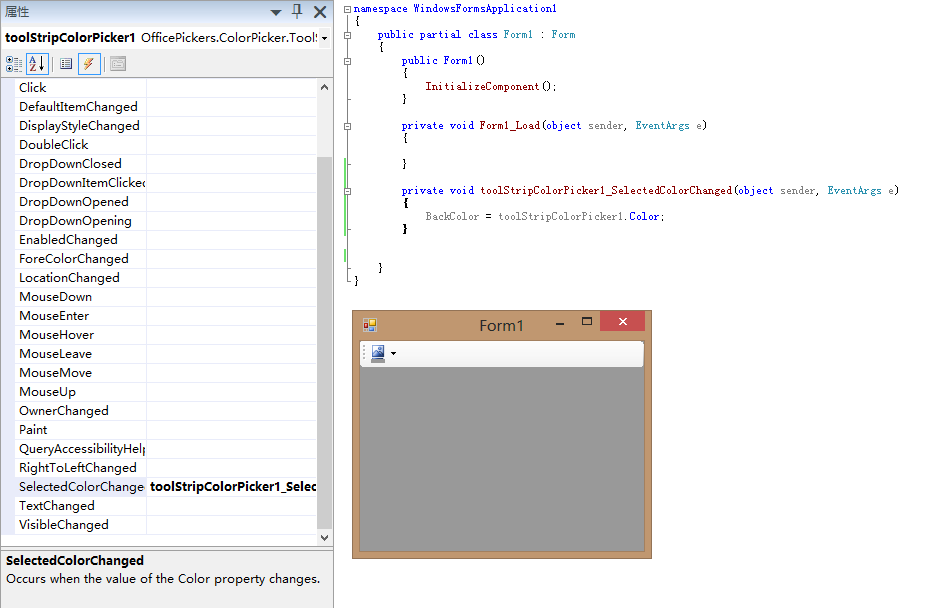 属性
toolStripColorPicker1 OfficePickers.ColorPicker.ToolS
Click
DefaultItemChanged
DisplayStyleChanged
DoubleClick
DropDownClosed
DropDownItemClicked
DropDownOpened
DropDownOpening
EnabledChanged
ForeColorChanged
LocationChanged
MouseDown
MouseEnter
MouseHover
MouseLeave
MouseMove
MouseUp
OwnerChanged
Paint
QueryAccessibilityHelp
RightToLeftChanged
SelectedColorChange toolStripColorPicker1_Selec
TextChanged
VisibleChanged
SelectedColorChanged
Occurs when the value of the Color property changes.
namespace WindowsFormsApplication1
{
public partial class Form1 : Form
{
public Form1()
{
InitializeComponent();
}
private void Form1_Load(object sender, EventArgs e)
{
}
private void toolStripColorPicker1_SelectedColorChanged(object sender, EventArgs e)
{
BackColor = toolStripColorPicker1.Color;
}
}
}
Form1